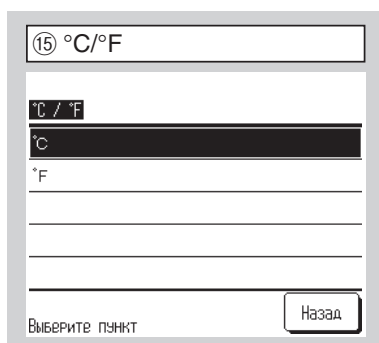 ⑮ °C/°F
°C / °F
°C
°F
Выберите пункт
Назад